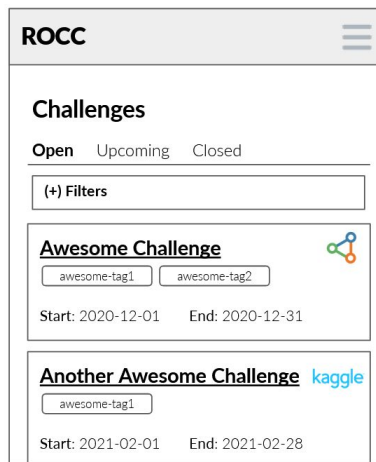 ROCC
Challenges
Open Upcoming Closed
(+) Filters
Awesome Challenge
awesome-tag1 awesome-tag2
Start: 2020-12-01 End: 2020-12-31
Another Awesome Challenge kaggle
awesome-tag1
Start: 2021-02-01 End: 2021-02-28